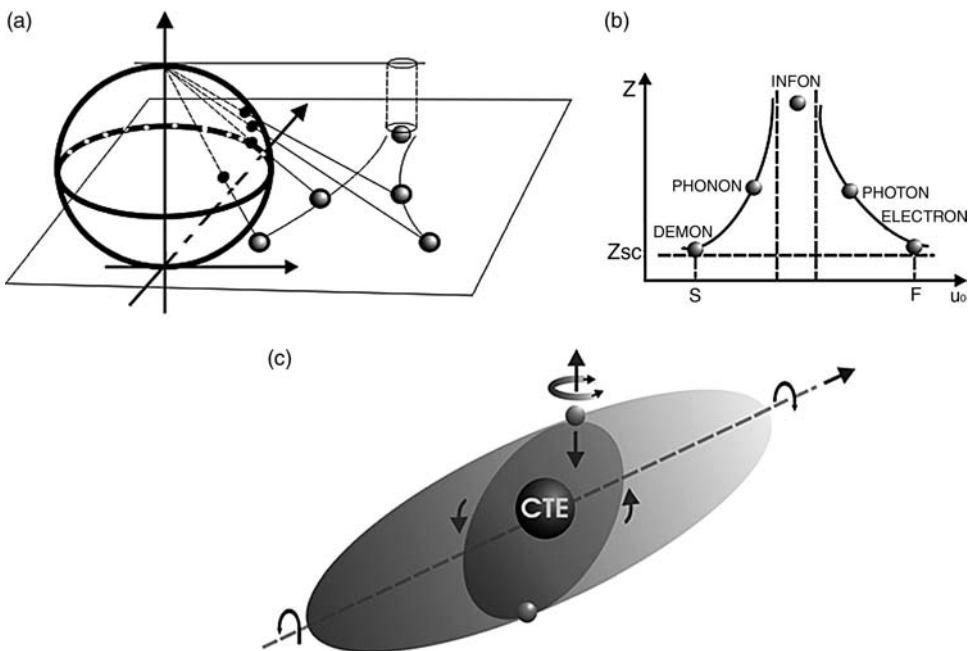 (a)
(b)
Z
INFON
PHONON
PHOTON
ELECTRON
DEMON
Zsc
S
F
u₀
(c)
CTE